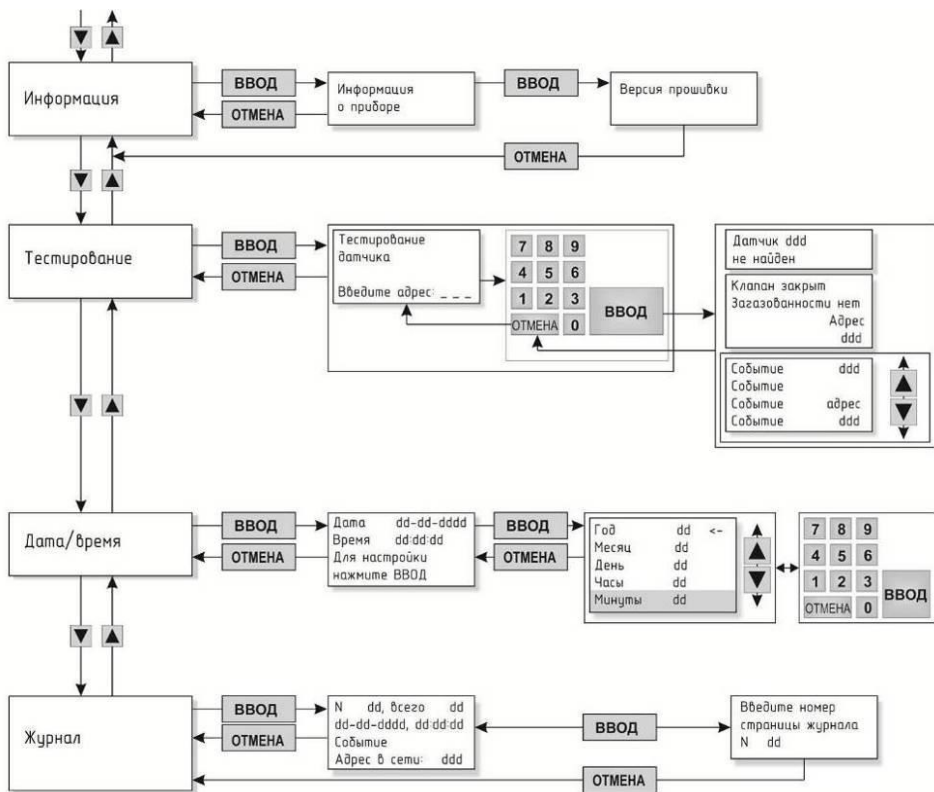 ВВОД
ВВОД
Информация
Информация
о приборе
Версия прошивки
ОТМЕНА
ОТМЕНА
ВВОД
Тестирование
ОТМЕНА
Тестирование
датчика
Введите адрес: _ _ _
7 8 9
4 5 6
1 2 3
ОТМЕНА 0
ВВОД
Датчик ddd
не найден
Клапан закрыт
Загазованности нет
Адрес
ddd
Событие ddd
Событие
Событие адрес
Событие ddd
ВВОД
ВВОД
Дата/время
ОТМЕНА
Дата dd-dd-dddd
Время dd:dd:dd
Для настройки
нажмите ВВОД
ОТМЕНА
Год dd <-
Месяц dd
День dd
Часы dd
Минуты dd
7 8 9
4 5 6
1 2 3
ОТМЕНА 0
ВВОД
ВВОД
Журнал
ОТМЕНА
N dd, всего dd
dd-dd-dddd, dd:dd:dd
Событие
Адрес в сети: ddd
ВВОД
Введите номер
страницы журнала
N dd
ОТМЕНА